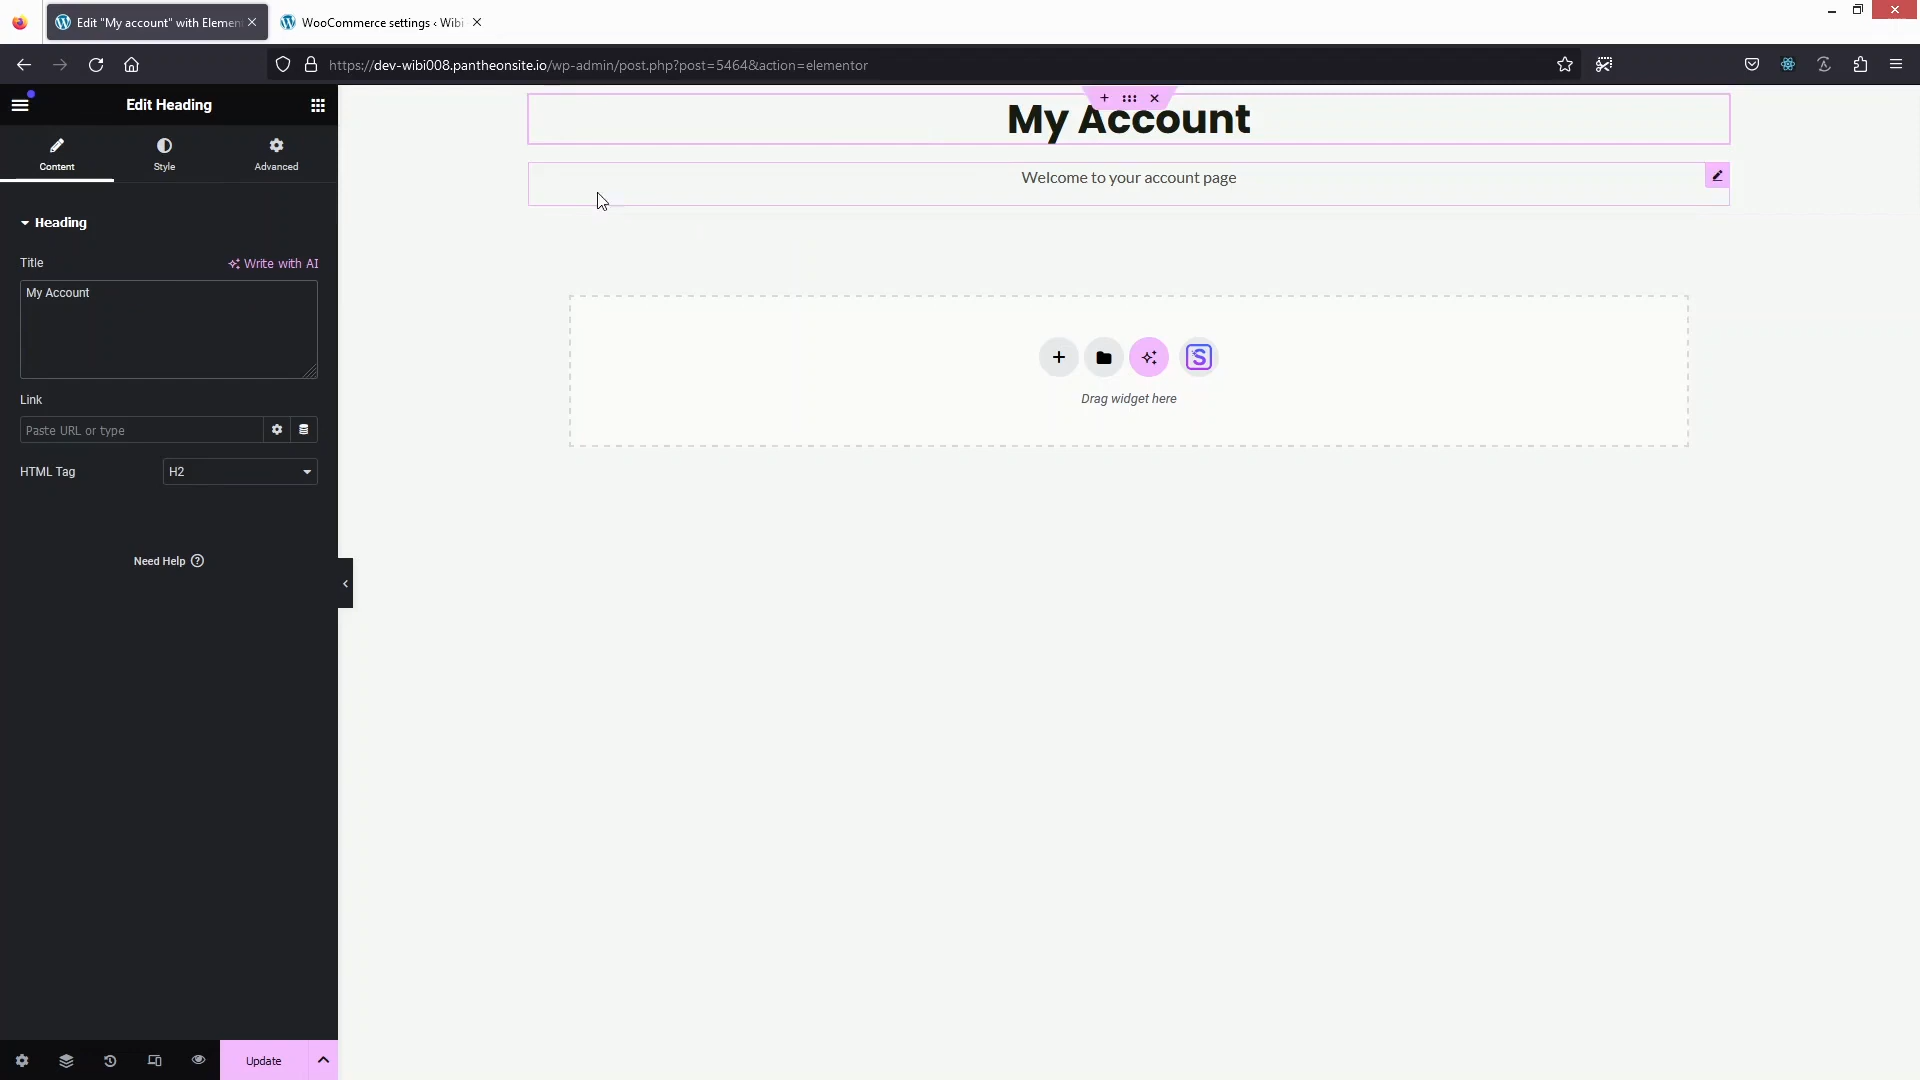 Edit "My account" with Elemen
WooCommerce settings ‹ Wibi
https://dev-wibi008.pantheonsite.io/wp-admin/post.php?post=5464&action=elementor
Edit Heading
Content
Style
Advanced
Heading
Title
Write with AI
My Account
Link
Paste URL or type
HTML Tag
H2
Need Help
Update
My Account
Welcome to your account page
S
Drag widget here